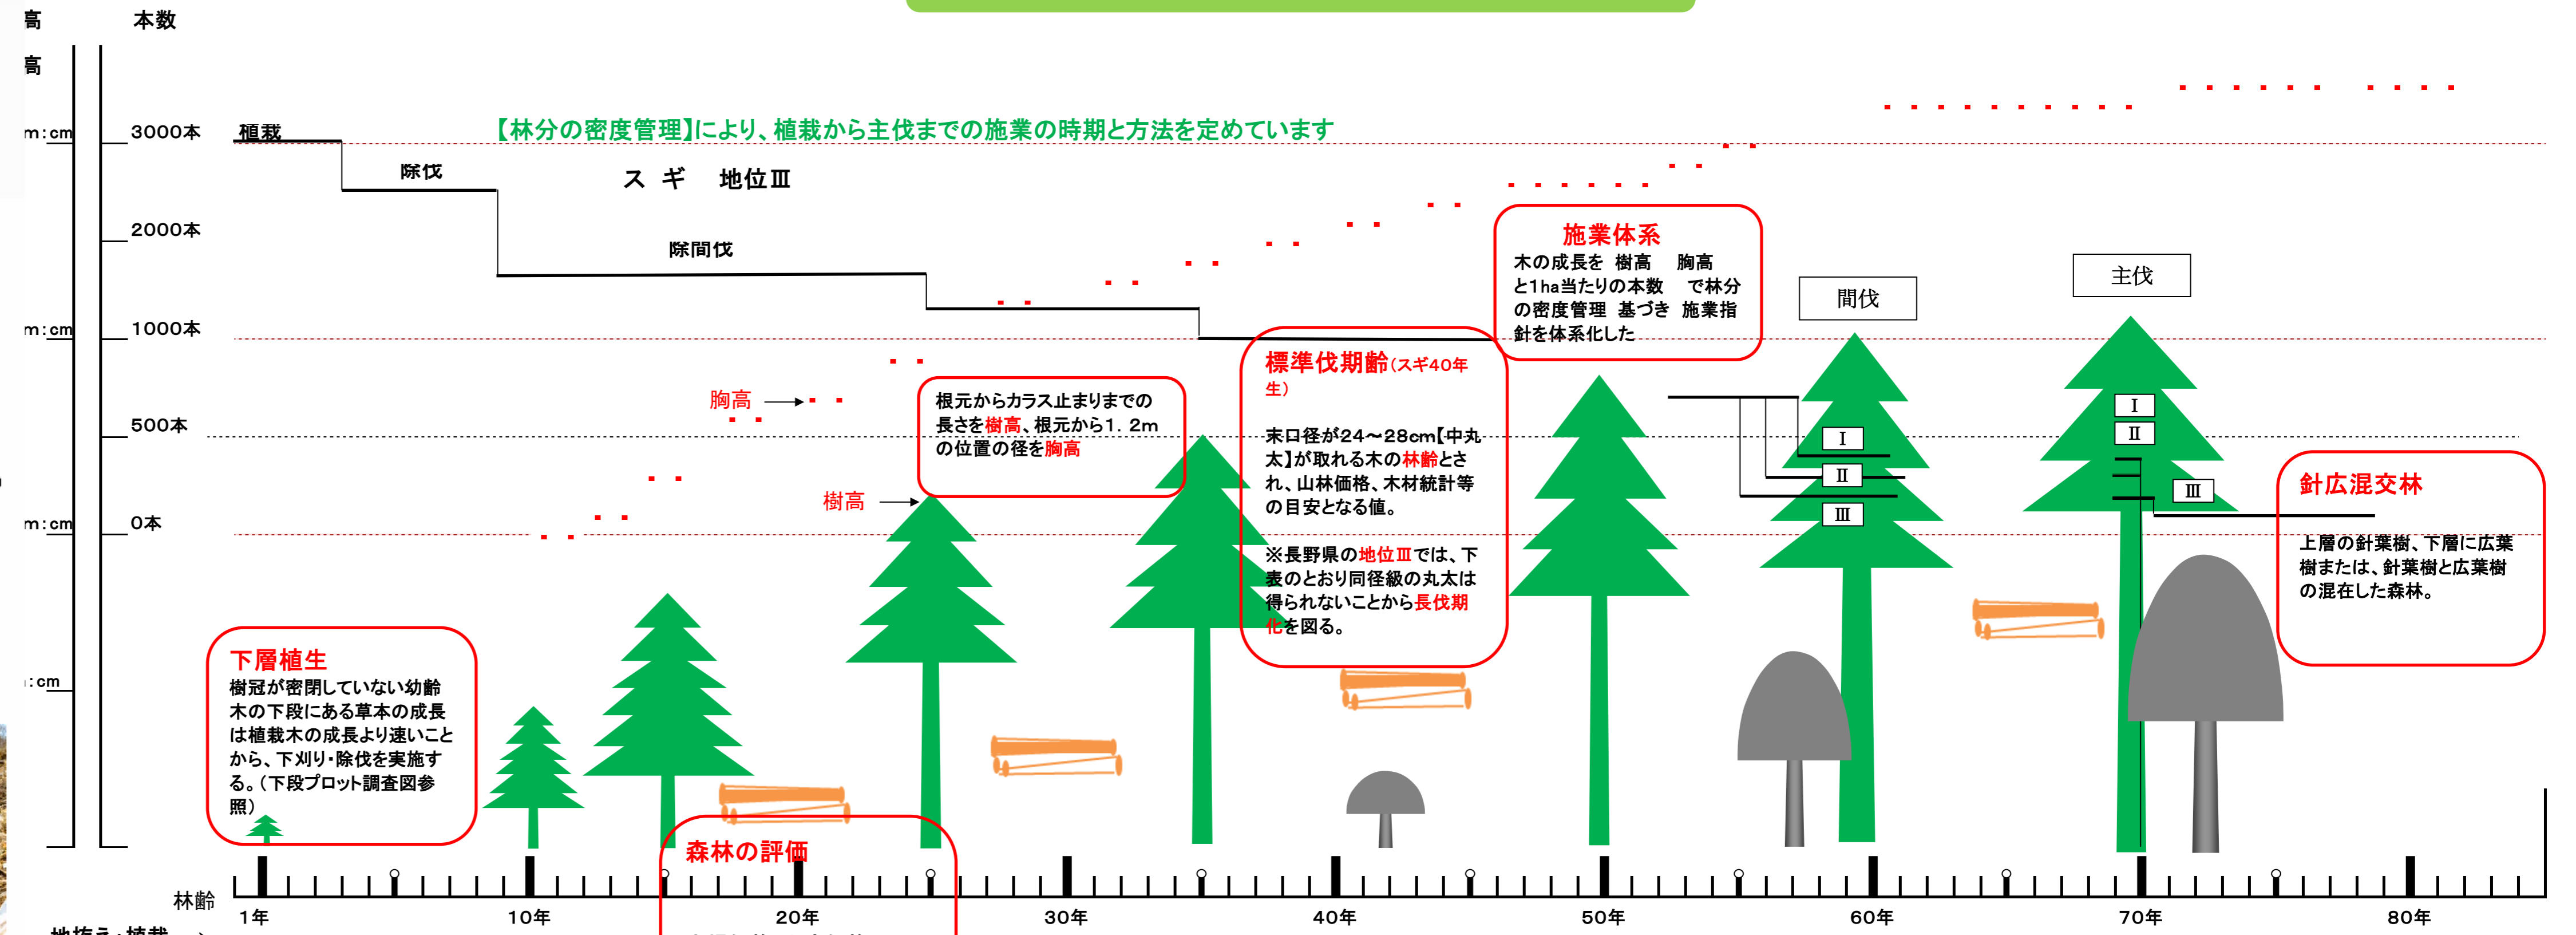 高
高
本数
m:cm
3000本
植栽
【林分の密度管理】により、植栽から主伐までの施業の時期と方法を定めています
除伐
スギ 地位Ⅲ
2000本
除間伐
施業体系
木の成長を 樹高 胸高
と1ha当たりの本数 で林分
の密度管理 基づき 施業指
針を体系化した
間伐
主伐
m:cm
1000本
標準伐期齢(スギ40年
生)
末口径が24～28cm【中丸
太】が取れる木の林齢とさ
れ、山林価格、木材統計等
の目安となる値。
※長野県の地位Ⅲでは、下
表のとおり同径級の丸太は
得られないことから長伐期
化を図る。
胸高
根元からカラス止まりまでの
長さを樹高、根元から1.2m
の位置の径を胸高
500本
樹高
Ⅰ
Ⅱ
Ⅲ
Ⅰ
Ⅱ
Ⅲ
針広混交林
上層の針葉樹、下層に広葉
樹または、針葉樹と広葉樹
の混在した森林。
m:cm
0本
:cm
下層植生
樹冠が密閉していない幼齢
木の下段にある草本の成長
は植栽木の成長より速いこと
から、下刈り・除伐を実施す
る。(下段プロット調査図参
照)
森林の評価
林齢
1年
10年
20年
30年
40年
50年
60年
70年
80年